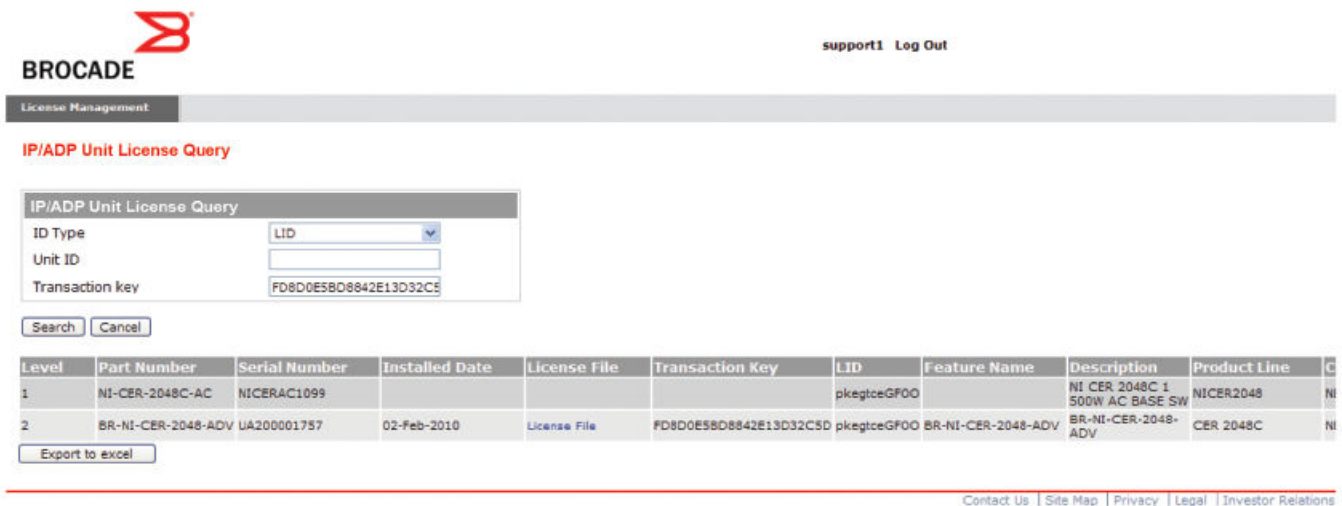 BROCADE
support1 Log Out
License Management
IP/ADP Unit License Query
IP/ADP Unit License Query
ID Type LID
Unit ID
Transaction key FD8D0E5BD8842E13D32C5
Search Cancel
Level Part Number Serial Number Installed Date License File Transaction Key LID Feature Name Description Product Line C
1 NI-CER-2048C-AC NICERAC1099 pkegtceGFOO NI CER 2048C 1 NICER2048 NI
500W AC BASE SW
2 BR-NI-CER-2048-ADV UA200001757 02-Feb-2010 License File FD8D0E5BD8842E13D32C5D pkegtceGFOO BR-NI-CER-2048-ADV BR-NI-CER-2048- CER 2048C NI
ADV
Export to excel
Contact Us | Site Map | Privacy | Legal | Investor Relations